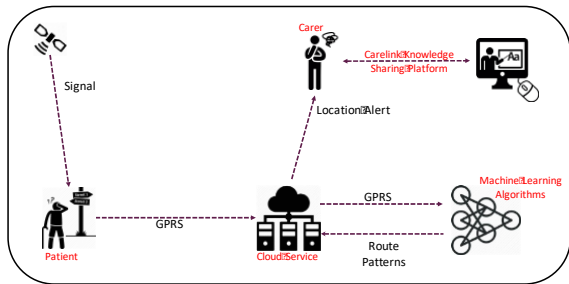 Carer
Carelink Knowledge
Sharing Platform
Aa
Signal
Location Alert
Machine Learning
Algorithms
GPRS
GPRS
Patient
Cloud Service
Route
Patterns